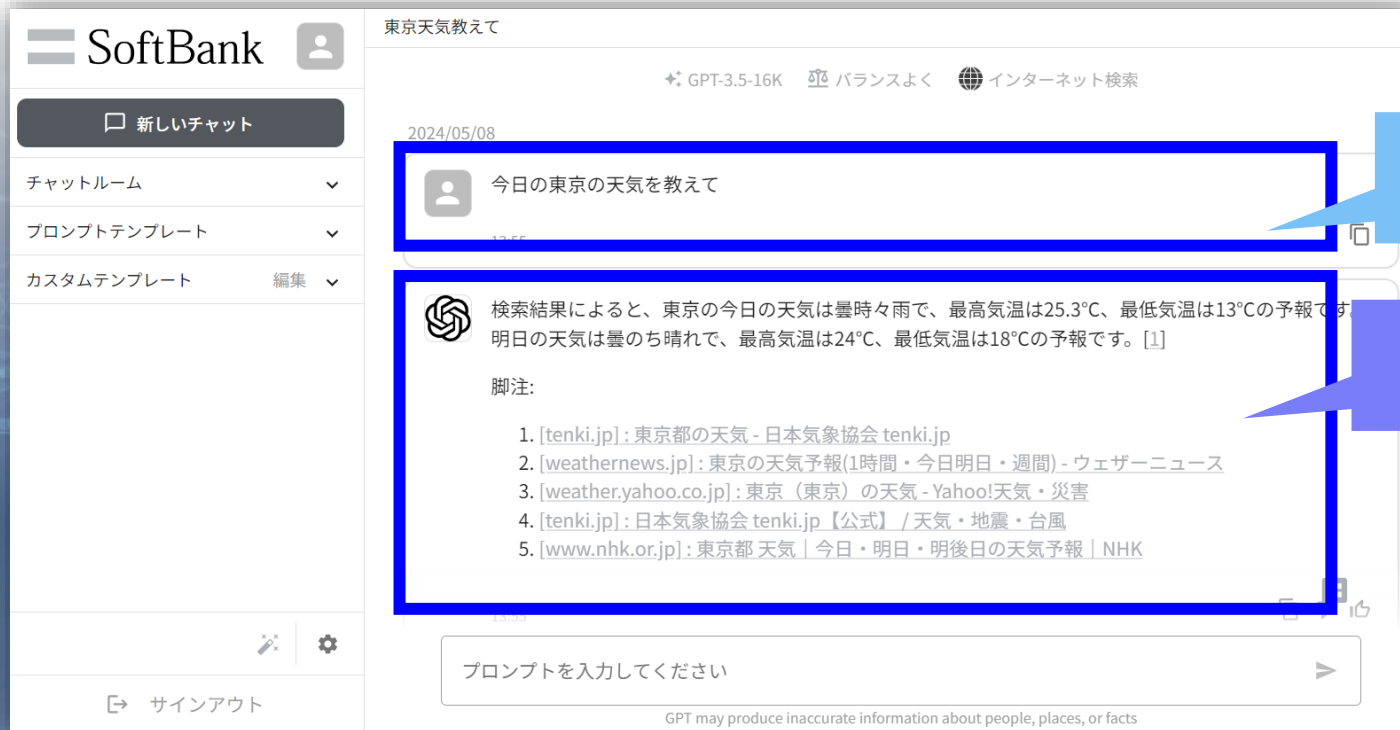 SoftBank
新しいチャット
チャットルーム
プロンプトテンプレート
カスタムテンプレート 編集
サインアウト
東京天気教えて
GPT-3.5-16K バランスよく インターネット検索
2024/05/08
今日の東京の天気を教えて
13:55
検索結果によると、東京の今日の天気は曇時々雨で、最高気温は25.3℃、最低気温は13℃の予報です。
明日の天気は曇のち晴れで、最高気温は24℃、最低気温は18℃の予報です。[1]
脚注:
1. [tenki.jp] : 東京都の天気 - 日本気象協会 tenki.jp
2. [weathernews.jp] : 東京の天気予報(1時間・今日明日・週間) - ウェザーニュース
3. [weather.yahoo.co.jp] : 東京（東京）の天気 - Yahoo!天気・災害
4. [tenki.jp] : 日本気象協会 tenki.jp【公式】 / 天気・地震・台風
5. [www.nhk.or.jp] : 東京都 天気｜今日・明日・明後日の天気予報｜NHK
13:55
プロンプトを入力してください
GPT may produce inaccurate information about people, places, or facts